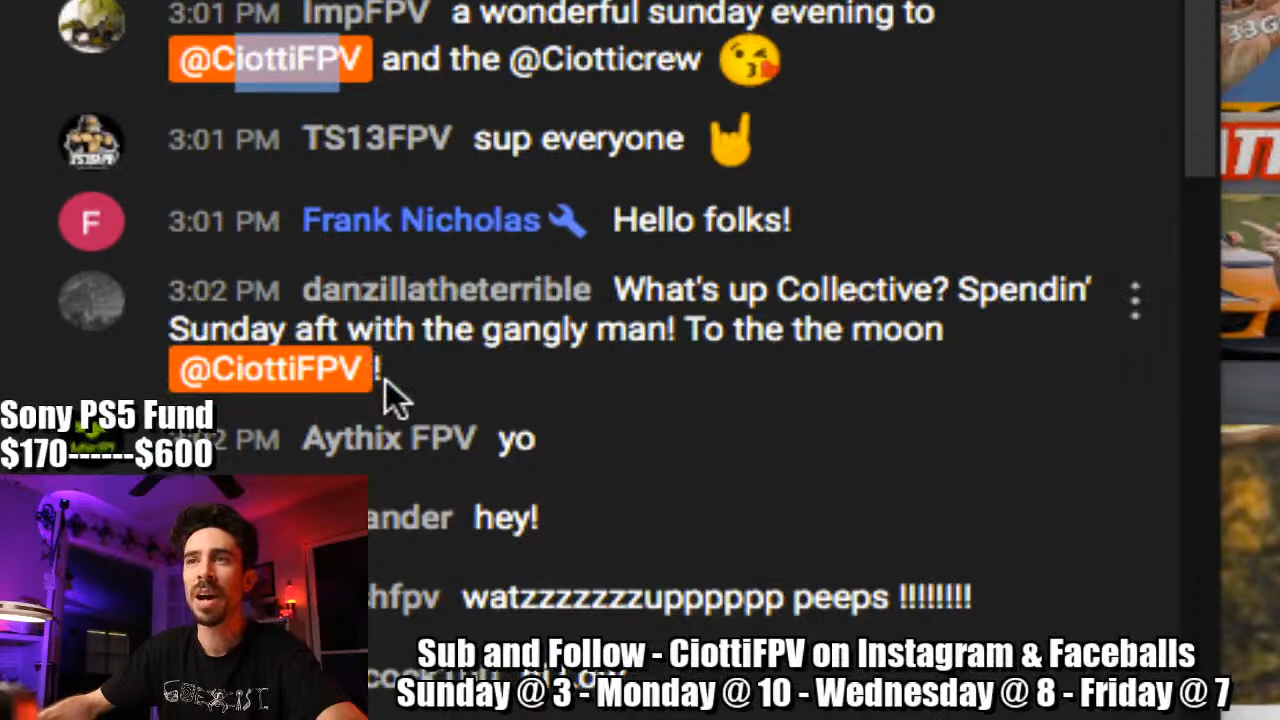 3:01 PM ImpFPV a wonderful sunday evening to
@CiottiFPV and the @Ciotticrew
3:01 PM TS13FPV sup everyone
F 3:01 PM Frank Nicholas Hello folks!
3:02 PM danzillatheterrible What's up Collective? Spendin'
Sunday aft with the gangly man! To the the moon
@CiottiFPV !
Sony PS5 Fund
$170------$600
PM Aythix FPV yo
ander hey!
hfpv watzzzzzzzupppppp peeps !!!!!!!!
Sub and Follow - CiottiFPV on Instagram & Faceballs
Sunday @ 3 - Monday @ 10 - Wednesday @ 8 - Friday @ 7
33G